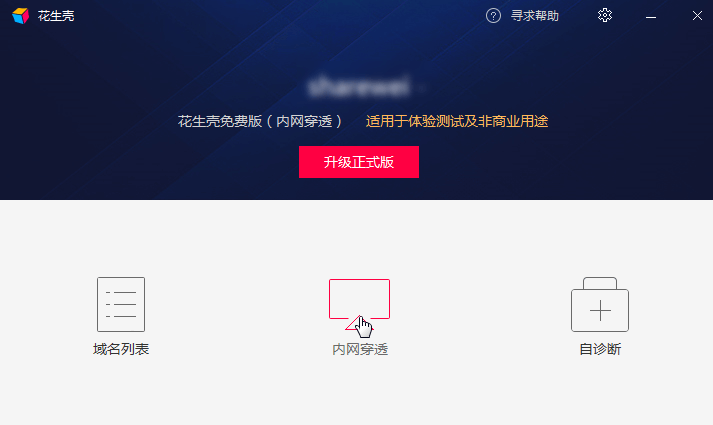 花生壳
寻求帮助
花生壳免费版（内网穿透） 适用于体验测试及非商业用途
升级正式版
域名列表
内网穿透
自诊断